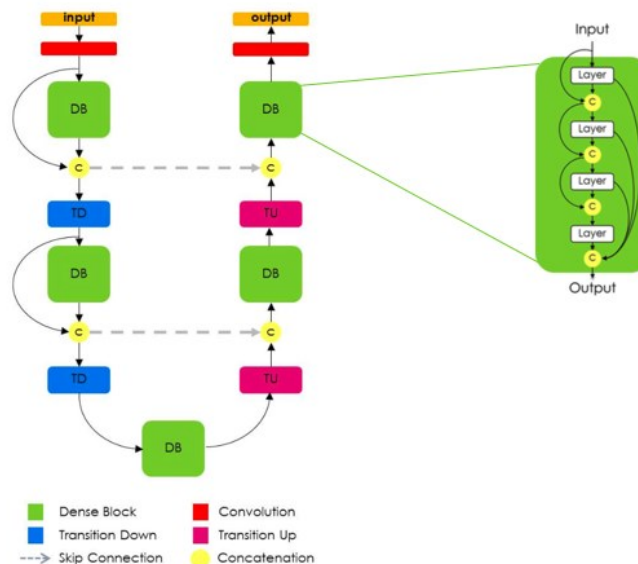 input
output
Input
DB
DB
Layer
C
Layer
C
C
C
TD
TU
Layer
C
DB
DB
Layer
C
Output
C
C
TD
TU
DB
Dense Block
Convolution
Transition Down
Transition Up
Skip Connection
Concatenation